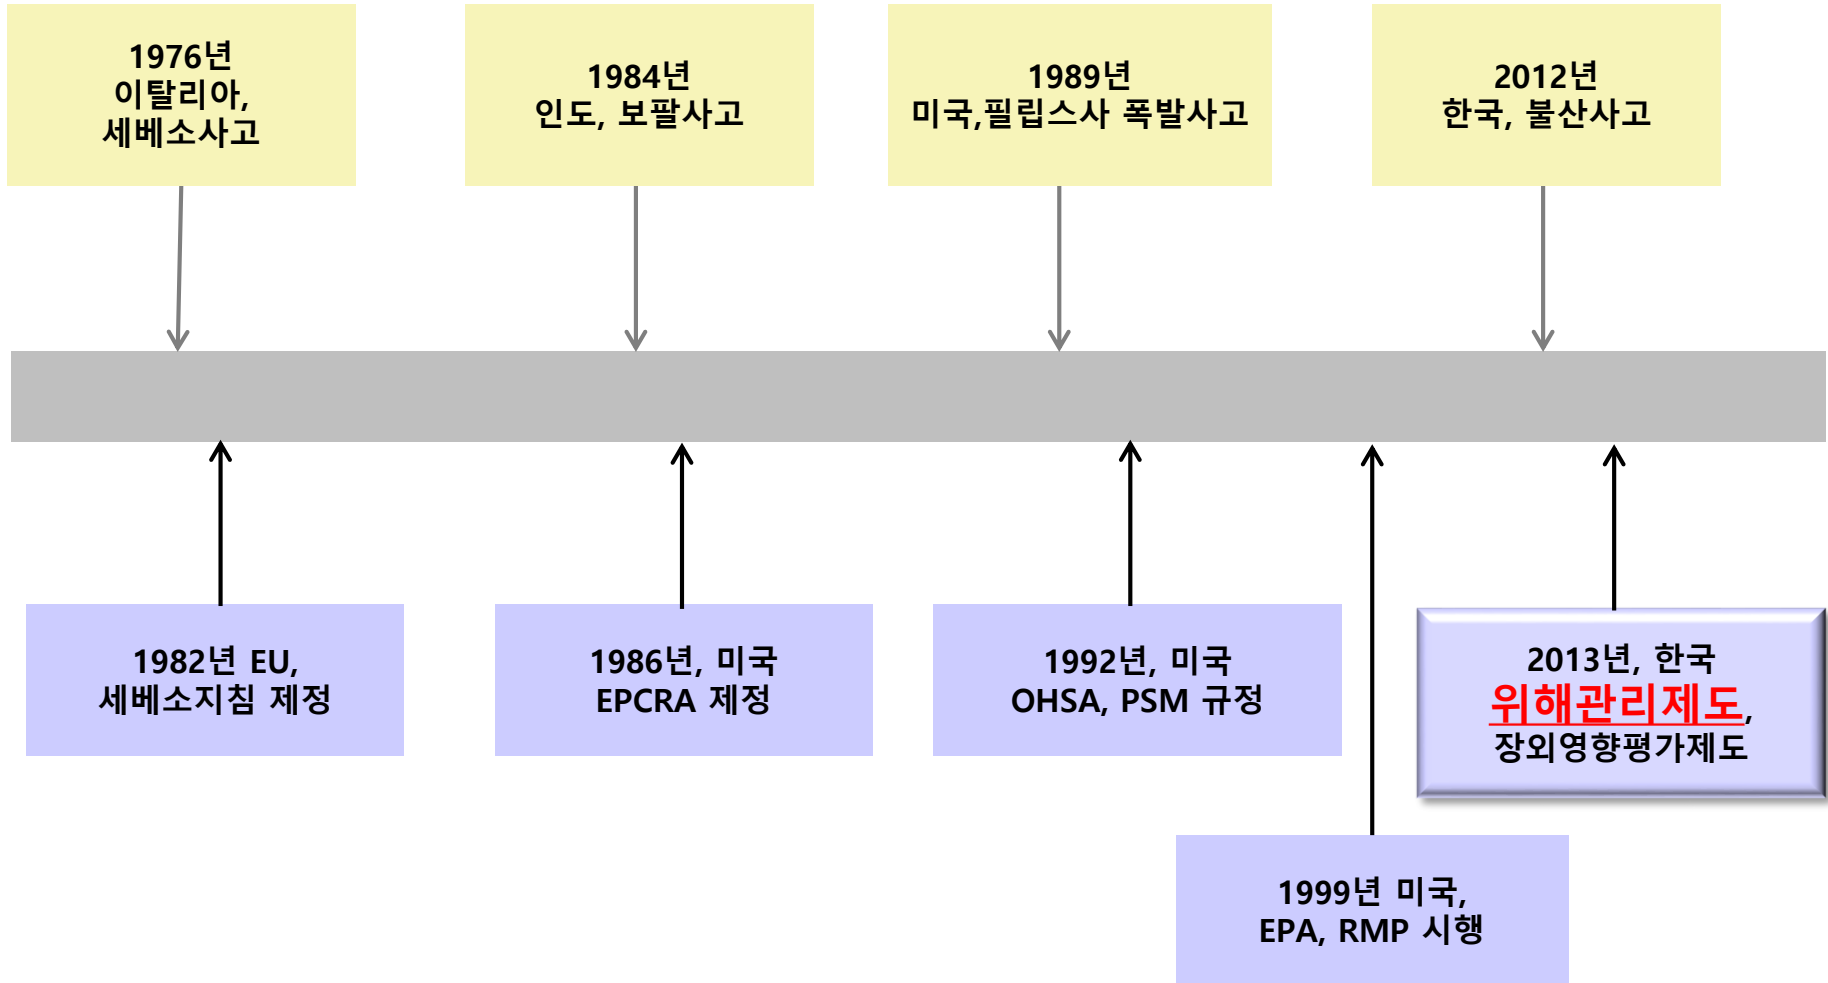 1976년
이탈리아,
세베소사고
1984년
인도, 보팔사고
1989년
미국,필립스사 폭발사고
2012년
한국, 불산사고
1982년 EU,
세베소지침 제정
1986년, 미국
EPCRA 제정
1992년, 미국
OHSA, PSM 규정
2013년, 한국
위해관리제도,
장외영향평가제도
1999년 미국,
EPA, RMP 시행